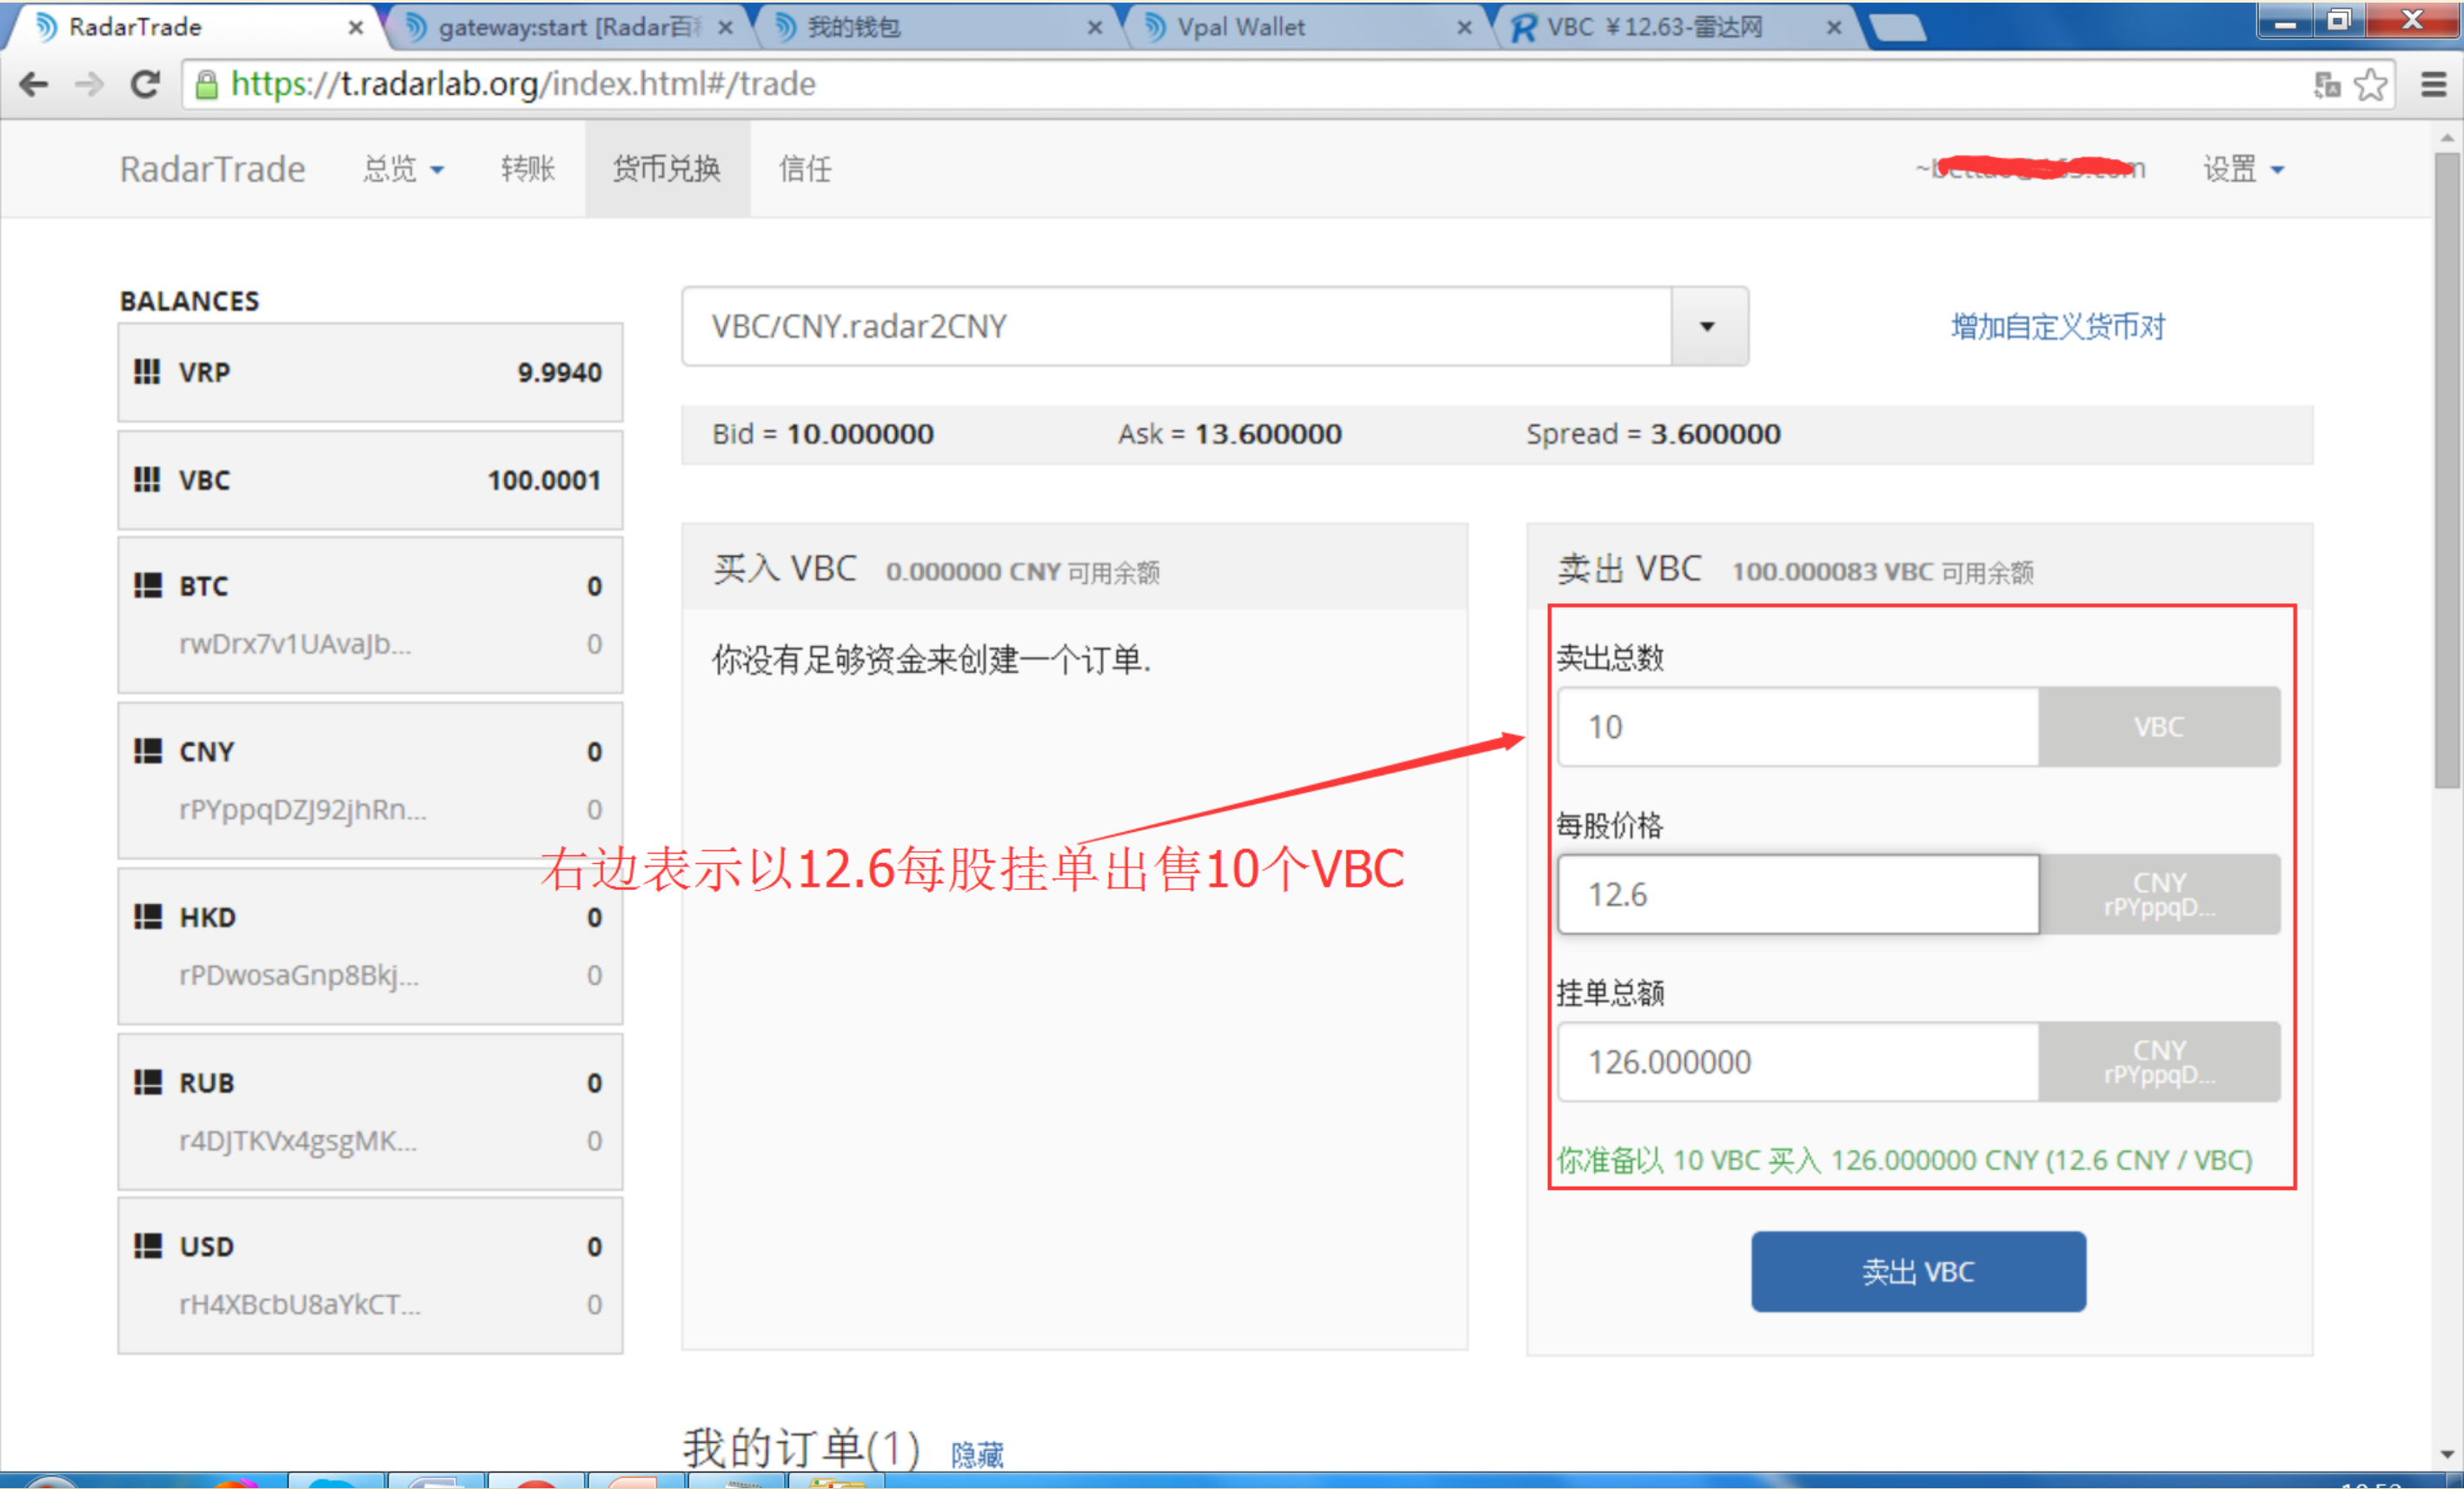 RadarTrade
gateway:start [Radar百
我的钱包
Vpal Wallet
VBC ￥12.63-雷达网
https://t.radarlab.org/index.html#/trade
RadarTrade 总览 转账 货币兑换 信任 设置
BALANCES
VRP 9.9940
VBC 100.0001
BTC 0
rwDrx7v1UAvaJb... 0
CNY 0
rPYppqDZJ92jhRn... 0
HKD 0
rPDwosaGnp8Bkj... 0
RUB 0
r4DJTKVx4gsgMK... 0
USD 0
rH4XBcbU8aYkCT... 0
VBC/CNY.radar2CNY
增加自定义货币对
Bid = 10.000000 Ask = 13.600000 Spread = 3.600000
买入 VBC 0.000000 CNY 可用余额
你没有足够资金来创建一个订单.
右边表示以12.6每股挂单出售10个VBC
卖出 VBC 100.000083 VBC 可用余额
卖出总数
10 VBC
每股价格
12.6 CNY
rPYppqD...
挂单总额
126.000000 CNY
rPYppqD...
你准备以 10 VBC 买入 126.000000 CNY (12.6 CNY / VBC)
卖出 VBC
我的订单(1) 隐藏